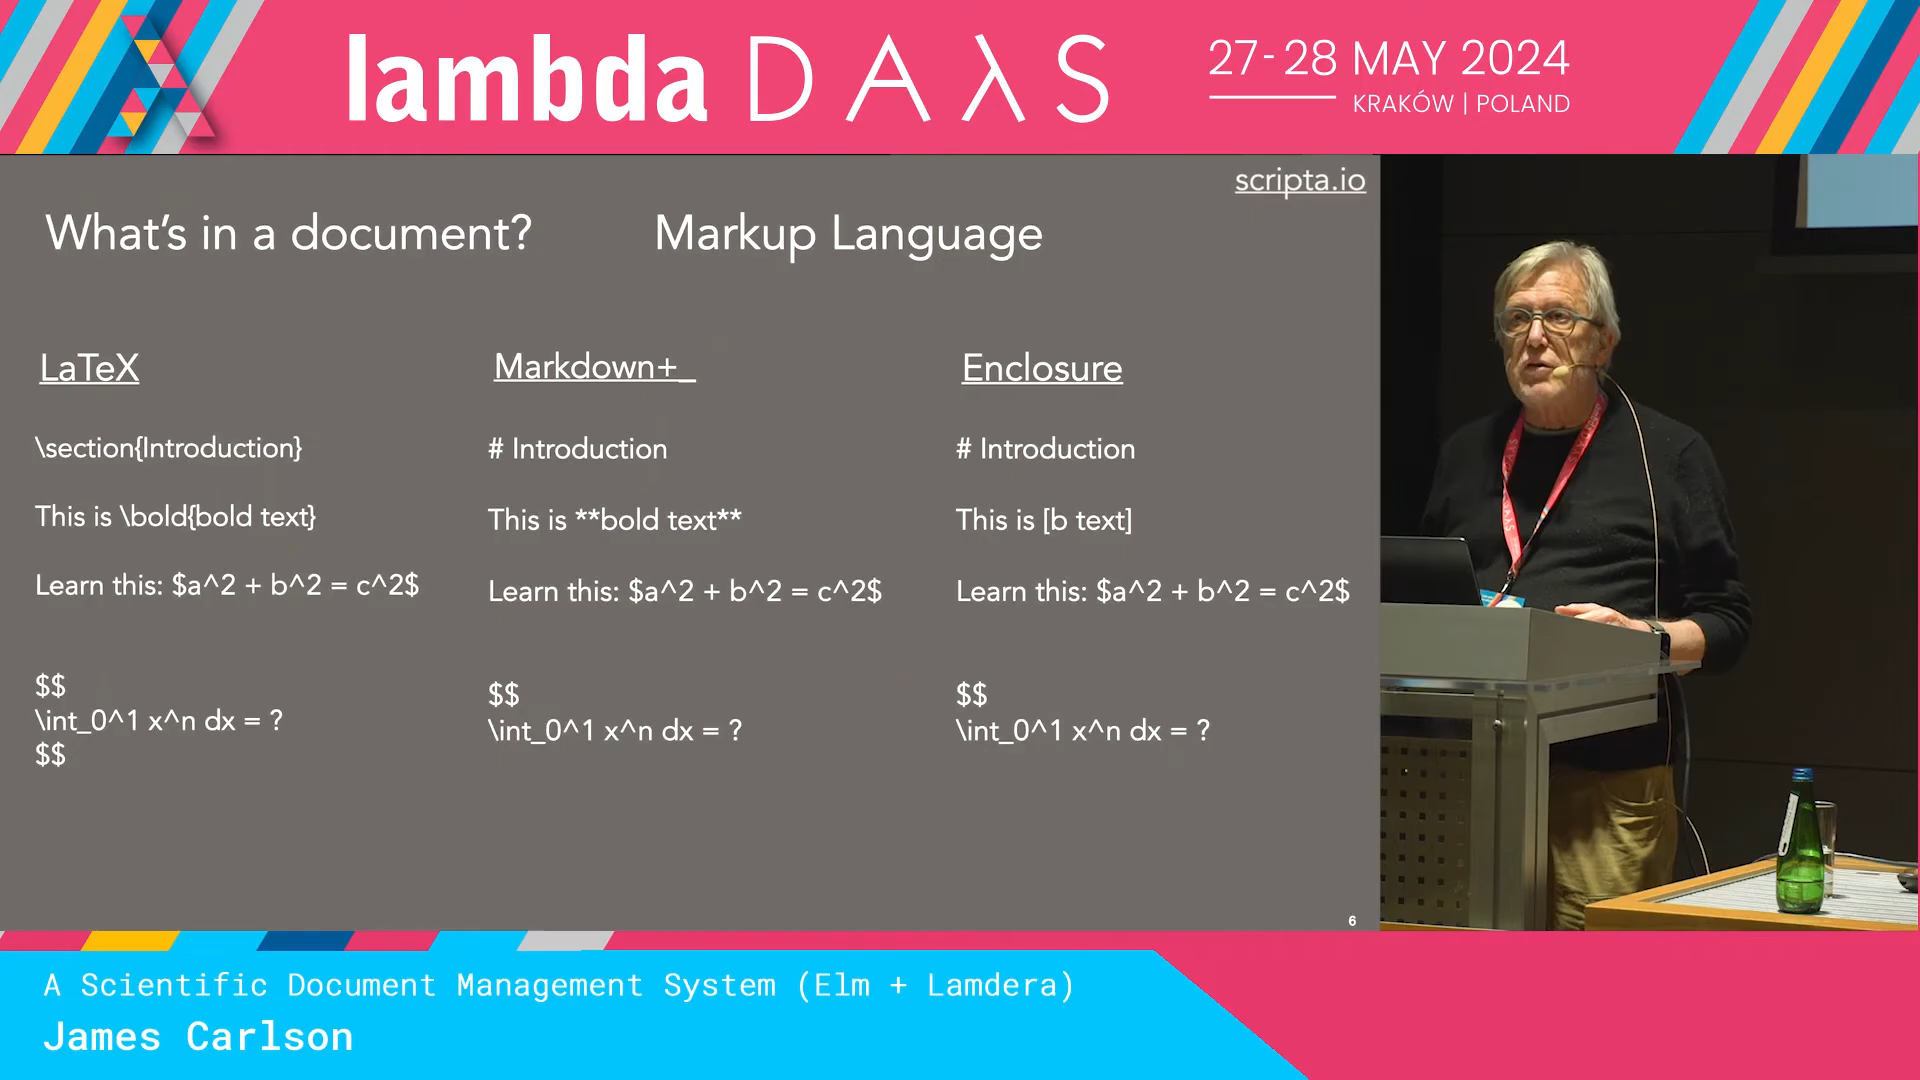 lambda DAλS
27-28 MAY 2024
KRAKÓW | POLAND
scripta.io
What's in a document?
Markup Language
LaTeX
\section{Introduction}
This is \bold{bold text}
Learn this: $a^2 + b^2 = c^2$
$$
\int_0^1 x^n dx = ?
$$
Markdown+_
# Introduction
This is **bold text**
Learn this: $a^2 + b^2 = c^2$
$$
\int_0^1 x^n dx = ?
Enclosure
# Introduction
This is [b text]
Learn this: $a^2 + b^2 = c^2$
$$
\int_0^1 x^n dx = ?
6
A Scientific Document Management System (Elm + Lamdera)
James Carlson